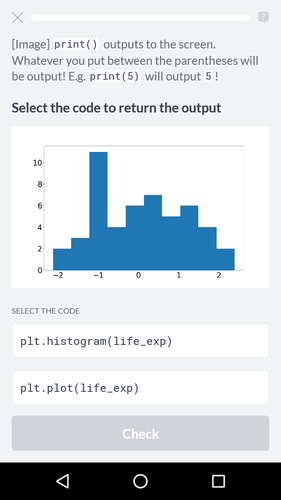 [Image] print() outputs to the screen.
Whatever you put between the parentheses will
be output! E.g. print(5) will output 5 !
Select the code to return the output
10
8
6
4
2
0
−2 −1 0 1 2
SELECT THE CODE
plt.histogram(life_exp)
plt.plot(life_exp)
Check